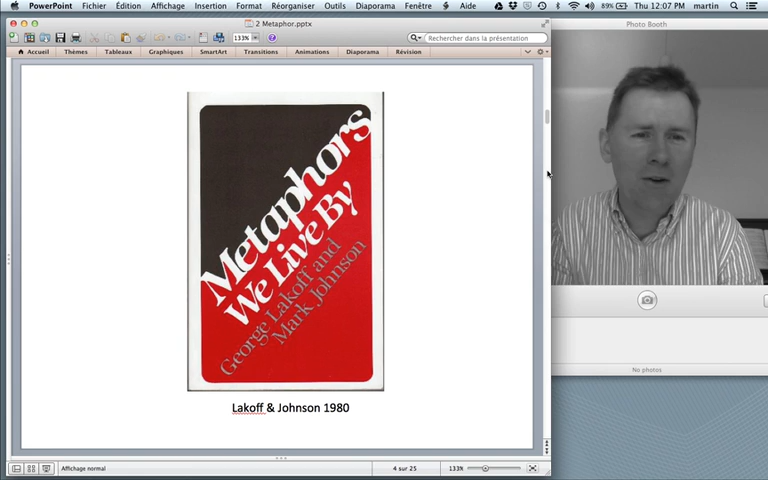 PowerPoint Fichier Édition Affichage Insertion Format Réorganiser Outils Diaporama Fenêtre Aide 89% Thu 12:07 PM martin
2 Metaphor.pptx
Photo Booth
133%
Rechercher dans la présentation
Accueil Thèmes Tableaux Graphiques SmartArt Transitions Animations Diaporama Révision
Metaphors
We Live By
George Lakoff and
Mark Johnson
Lakoff & Johnson 1980
No photos
Affichage normal 4 sur 25 133%